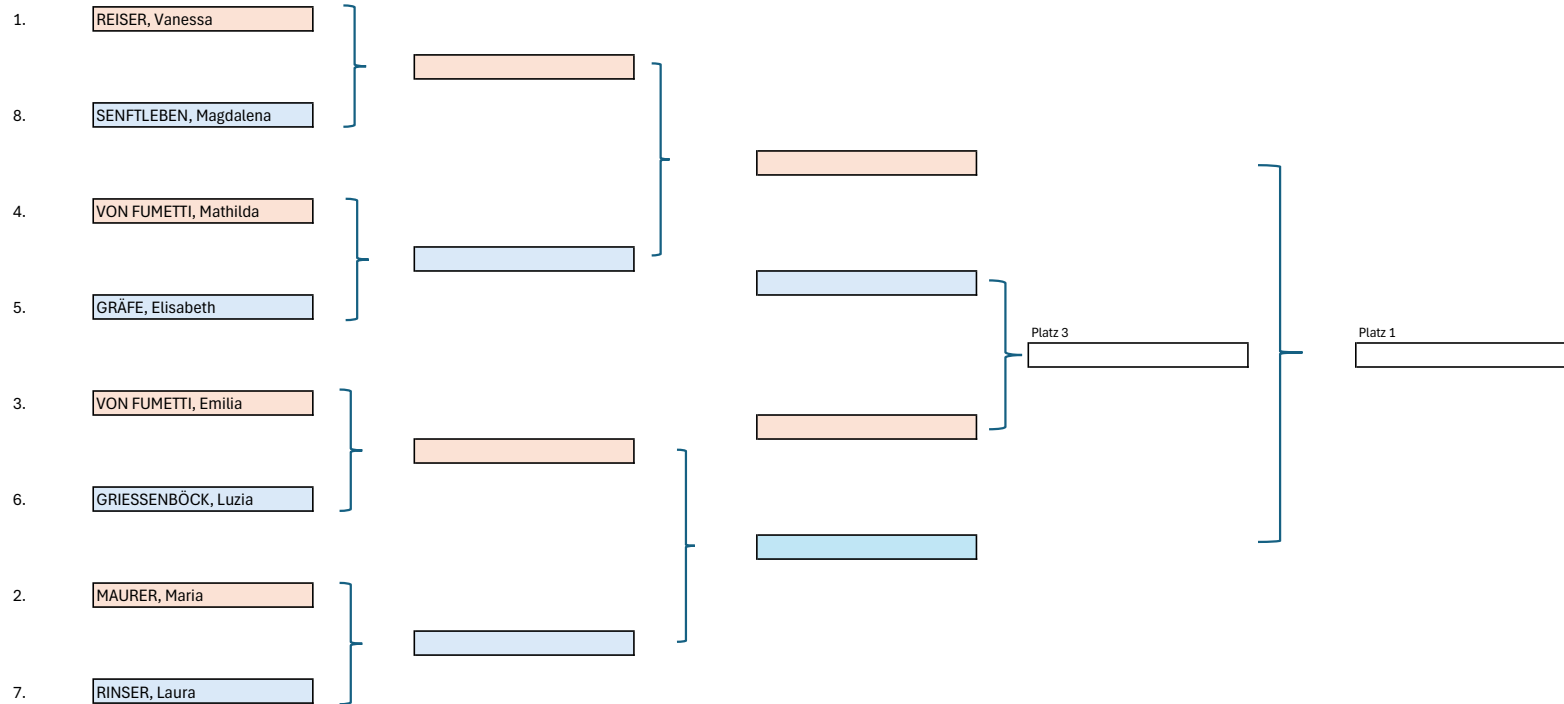 1. REISER, Vanessa
8. SENFTLEBEN, Magdalena
4. VON FUMETTI, Mathilda
5. GRÄFE, Elisabeth
Platz 3
Platz 1
3. VON FUMETTI, Emilia
6. GRIESSENBÖCK, Luzia
2. MAURER, Maria
7. RINSER, Laura